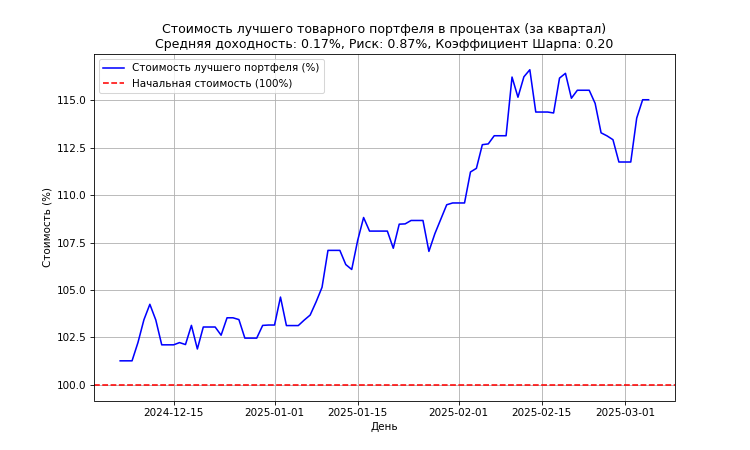 Стоимость лучшего товарного портфеля в процентах (за квартал)
Средняя доходность: 0.17%, Риск: 0.87%, Коэффициент Шарпа: 0.20
Стоимость лучшего портфеля (%)
Начальная стоимость (100%)
Стоимость (%)
115.0
112.5
110.0
107.5
105.0
102.5
100.0
2024-12-15
2025-01-01
2025-01-15
2025-02-01
2025-02-15
2025-03-01
День